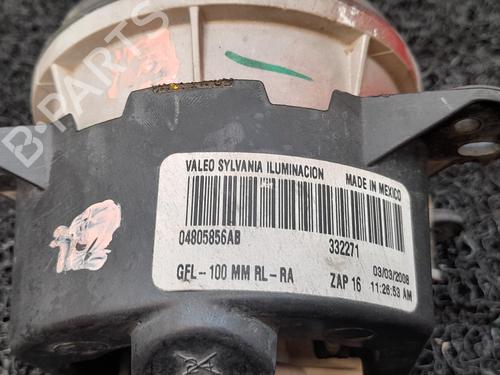 B-PARTS
VALEO SYLVANIA ILUMINACION MADE IN MEXICO
04805856AB 332271
GFL-100 MM RL-RA ZAP 16 03/03/2008
11:26:53 AM